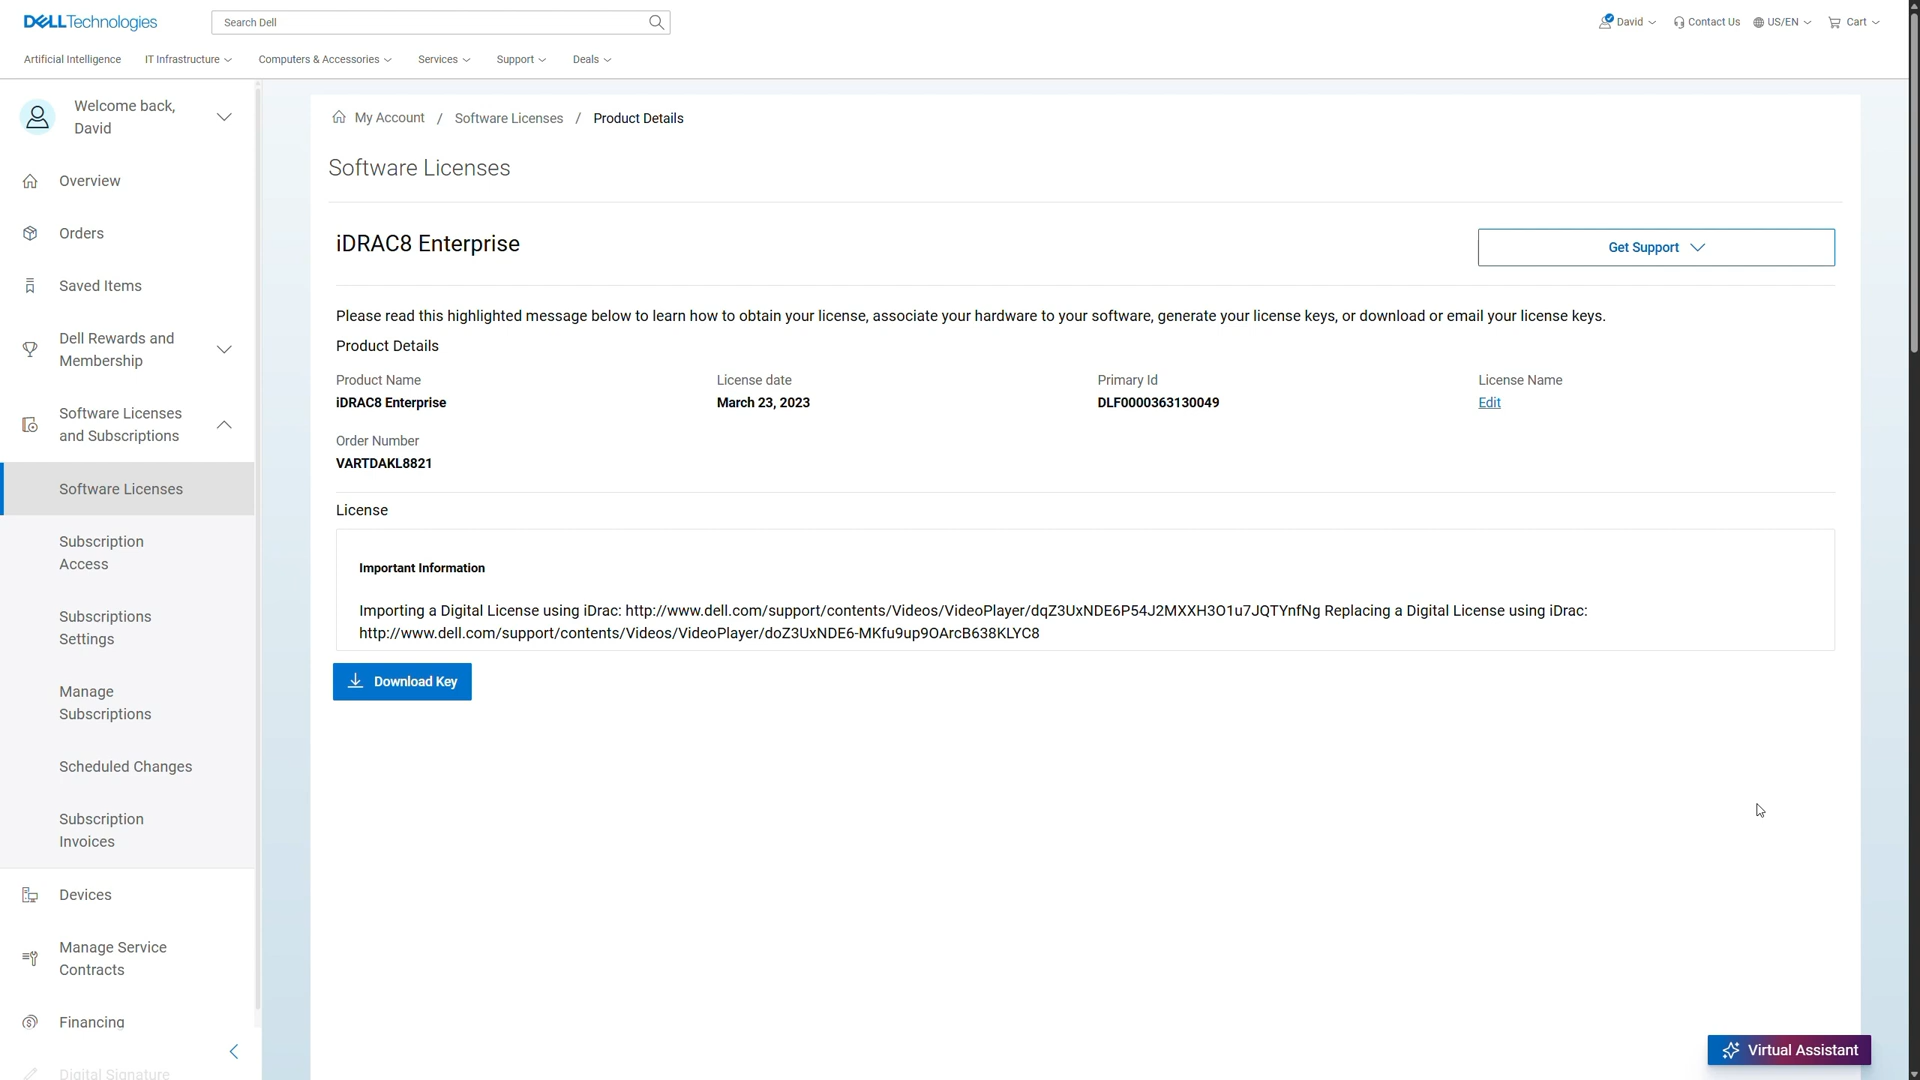 DELLTechnologies
Search Dell
David
Contact Us
US/EN
Cart
Artificial Intelligence
IT Infrastructure
Computers & Accessories
Services
Support
Deals
Welcome back,
David
Overview
Orders
Saved Items
Dell Rewards and
Membership
Software Licenses
and Subscriptions
Software Licenses
Subscription
Access
Subscriptions
Settings
Manage
Subscriptions
Scheduled Changes
Subscription
Invoices
Devices
Manage Service
Contracts
Financing
Digital Signature
My Account / Software Licenses / Product Details
Software Licenses
iDRAC8 Enterprise
Get Support
Please read this highlighted message below to learn how to obtain your license, associate your hardware to your software, generate your license keys, or download or email your license keys.
Product Details
Product Name
iDRAC8 Enterprise
License date
March 23, 2023
Primary Id
DLF0000363130049
License Name
Edit
Order Number
VARTDAKL8821
License
Important Information
Importing a Digital License using iDrac: http://www.dell.com/support/contents/Videos/VideoPlayer/dqZ3UxNDE6P54J2MXXH3O1u7JQTYnfNg Replacing a Digital License using iDrac:
http://www.dell.com/support/contents/Videos/VideoPlayer/doZ3UxNDE6-MKfu9up9OArcB638KLYC8
Download Key
Virtual Assistant